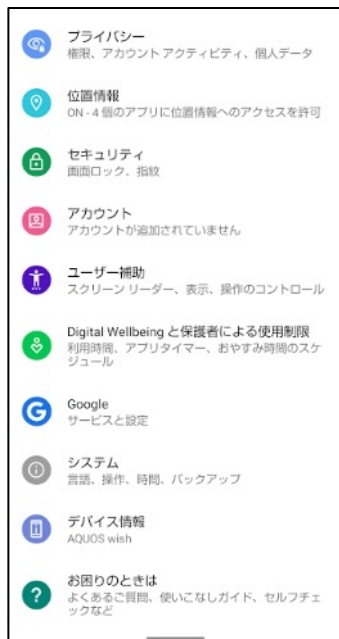 プライバシー
権限、アカウント アクティビティ、個人データ
位置情報
ON - 4 個のアプリに位置情報へのアクセスを許可
セキュリティ
画面ロック、指紋
アカウント
アカウントが追加されていません
ユーザー補助
スクリーン リーダー、表示、操作のコントロール
Digital Wellbeing と保護者による使用制限
利用時間、アプリタイマー、おやすみ時間のスケ
ジュール
Google
サービスと設定
システム
言語、操作、時間、バックアップ
デバイス情報
AQUOS wish
お困りのときは
よくあるご質問、使いこなしガイド、セルフチェ
ックなど